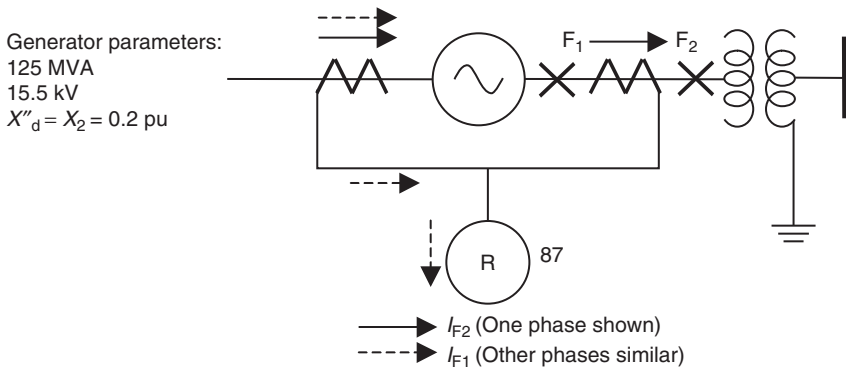 Generator parameters:
125 MVA
15.5 kV
X″d = X2 = 0.2 pu
F1 F2
R 87
IF2 (One phase shown)
IF1 (Other phases similar)